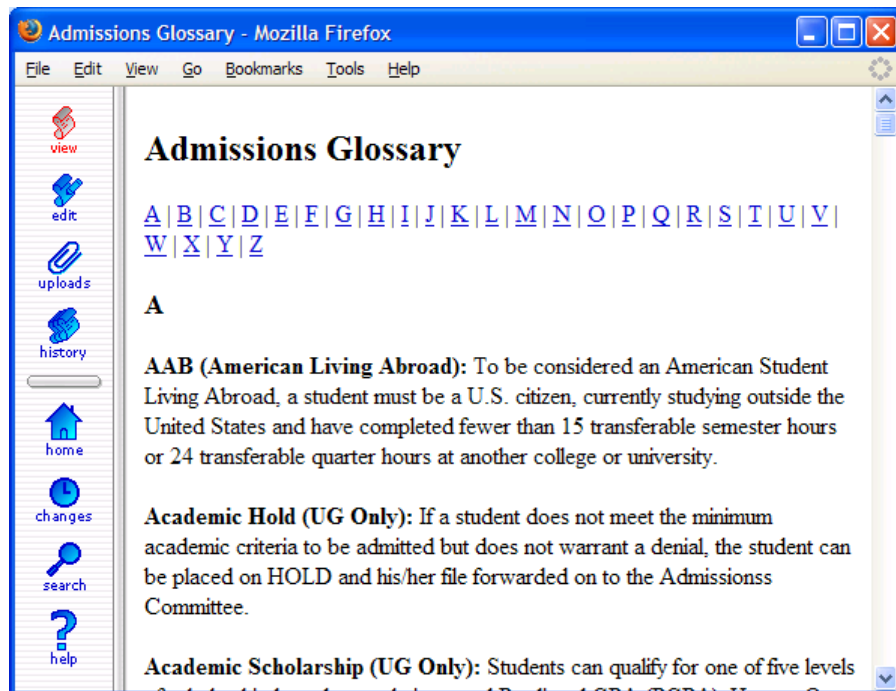 Admissions Glossary - Mozilla Firefox
File Edit View Go Bookmarks Tools Help
view
edit
uploads
history
home
changes
search
help
Admissions Glossary
A | B | C | D | E | F | G | H | I | J | K | L | M | N | O | P | Q | R | S | T | U | V |
W | X | Y | Z
A
AAB (American Living Abroad): To be considered an American Student
Living Abroad, a student must be a U.S. citizen, currently studying outside the
United States and have completed fewer than 15 transferable semester hours
or 24 transferable quarter hours at another college or university.
Academic Hold (UG Only): If a student does not meet the minimum
academic criteria to be admitted but does not warrant a denial, the student can
be placed on HOLD and his/her file forwarded on to the Admissionss
Committee.
Academic Scholarship (UG Only): Students can qualify for one of five levels